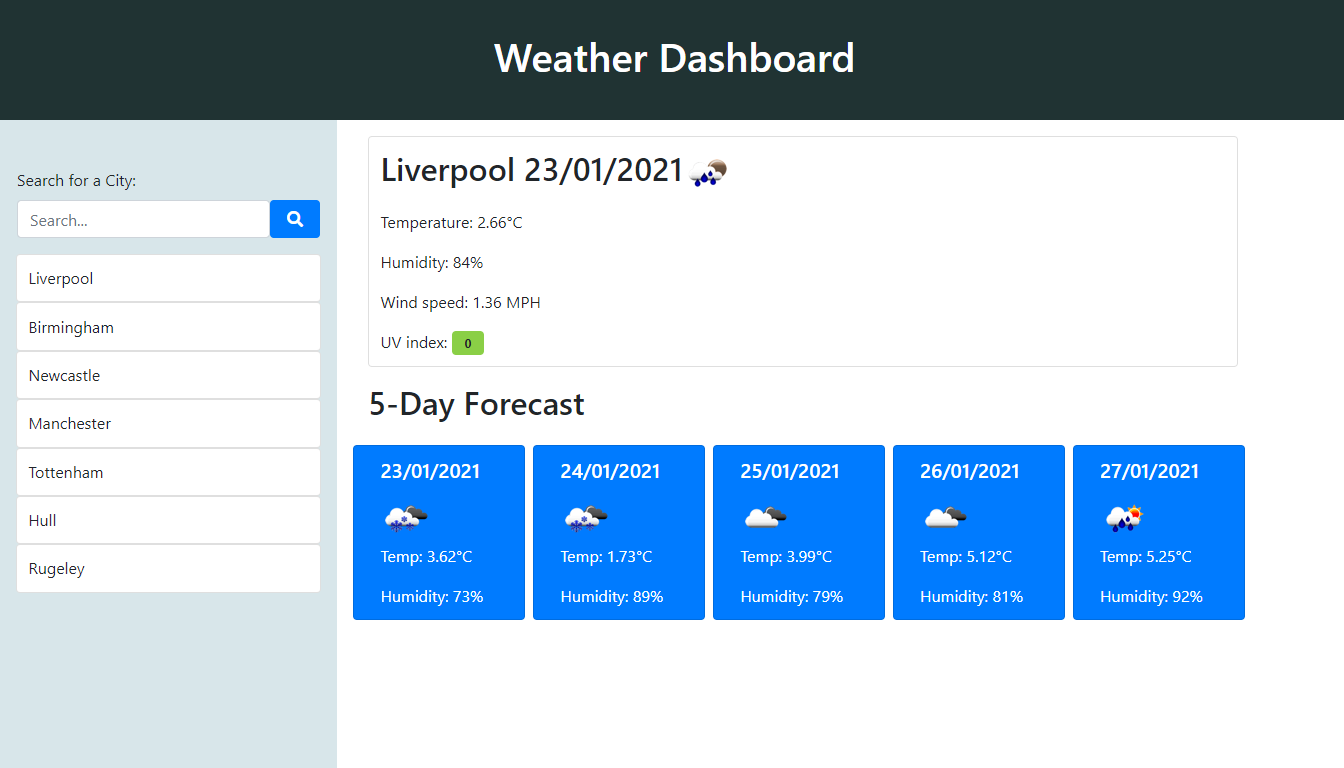 Weather Dashboard
Search for a City:
Search...
Liverpool
Birmingham
Newcastle
Manchester
Tottenham
Hull
Rugeley
Liverpool 23/01/2021
Temperature: 2.66°C
Humidity: 84%
Wind speed: 1.36 MPH
UV index: 0
5-Day Forecast
23/01/2021
Temp: 3.62°C
Humidity: 73%
24/01/2021
Temp: 1.73°C
Humidity: 89%
25/01/2021
Temp: 3.99°C
Humidity: 79%
26/01/2021
Temp: 5.12°C
Humidity: 81%
27/01/2021
Temp: 5.25°C
Humidity: 92%